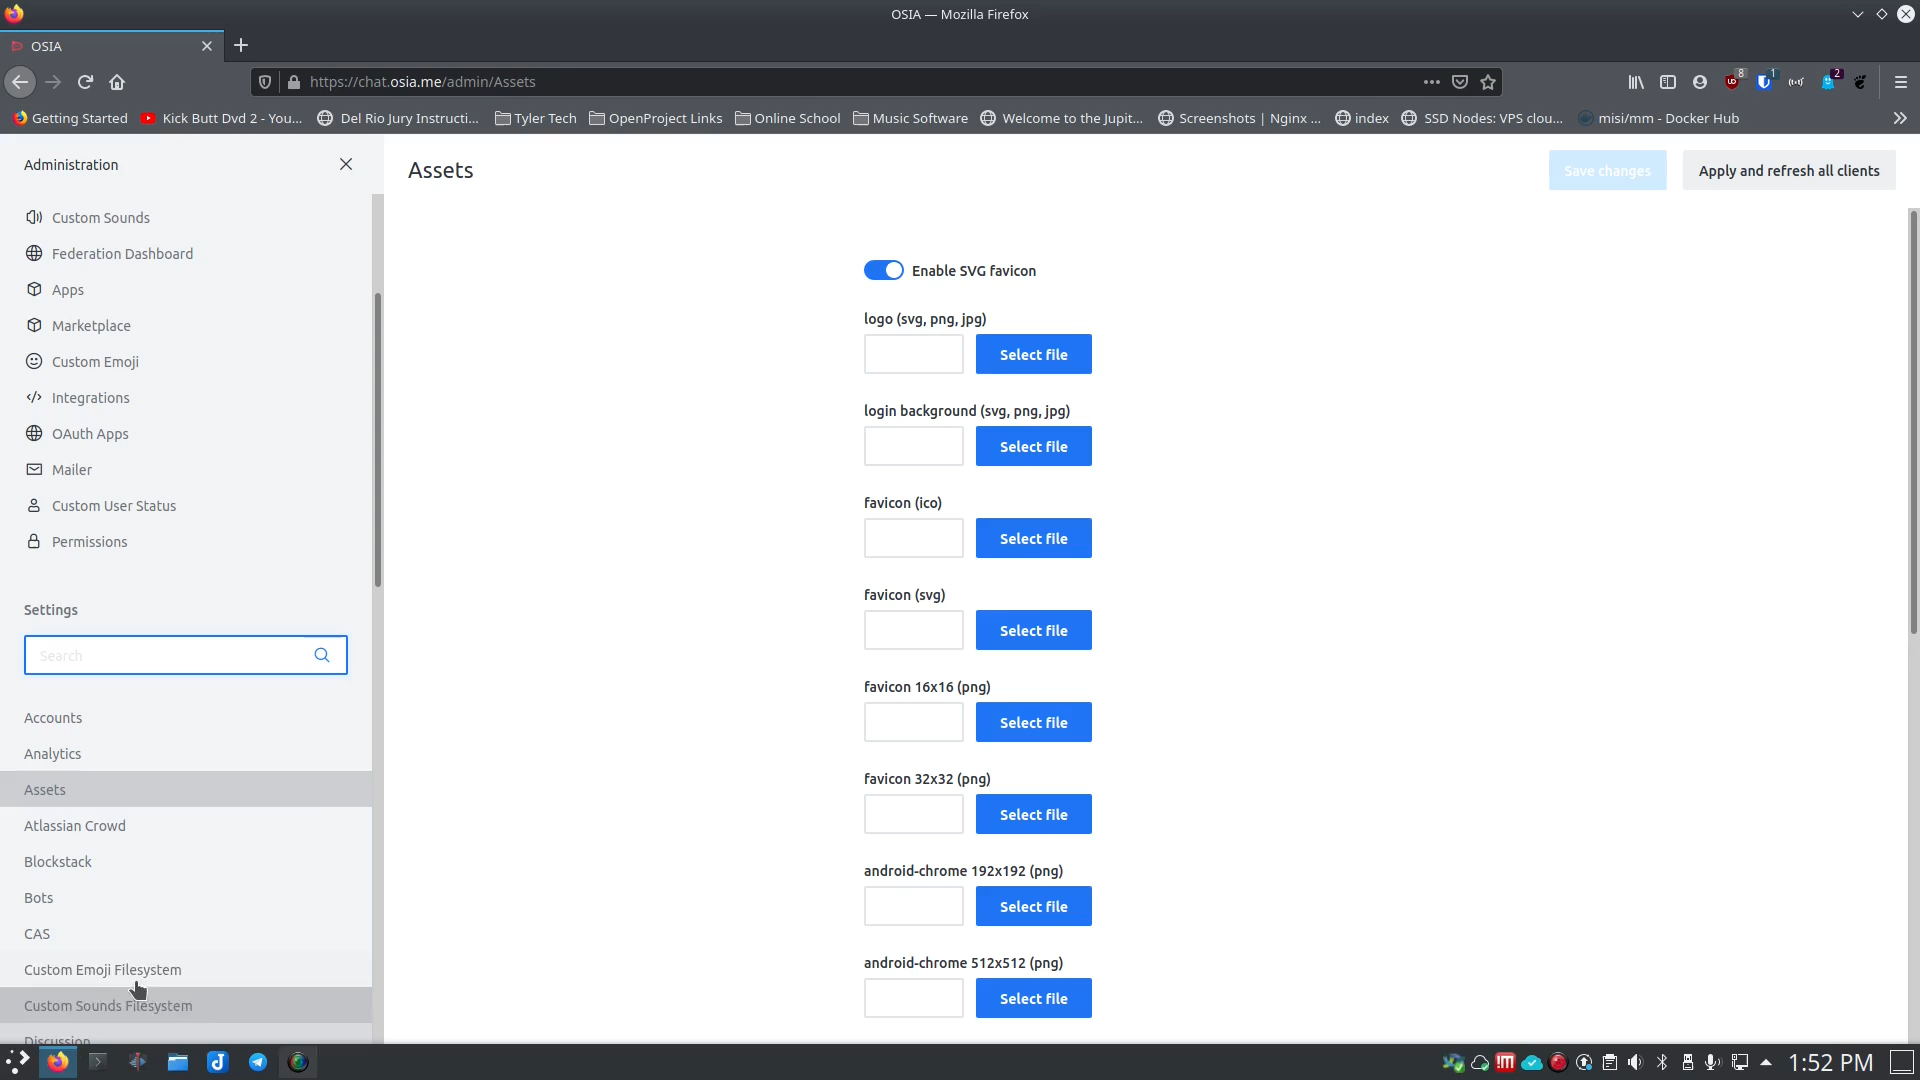 OSIA — Mozilla Firefox
OSIA
https://chat.osia.me/admin/Assets
8
1
2
Getting Started
Kick Butt Dvd 2 - You...
Del Rio Jury Instructi...
Tyler Tech
OpenProject Links
Online School
Music Software
Welcome to the Jupit...
Screenshots | Nginx ...
index
SSD Nodes: VPS clou...
misi/mm - Docker Hub
Administration
Custom Sounds
Federation Dashboard
Apps
Marketplace
Custom Emoji
Integrations
OAuth Apps
Mailer
Custom User Status
Permissions
Settings
Search
Accounts
Analytics
Assets
Atlassian Crowd
Blockstack
Bots
CAS
Custom Emoji Filesystem
Custom Sounds Filesystem
Discussion
Assets
Save changes
Apply and refresh all clients
Enable SVG favicon
logo (svg, png, jpg)
Select file
login background (svg, png, jpg)
Select file
favicon (ico)
Select file
favicon (svg)
Select file
favicon 16x16 (png)
Select file
favicon 32x32 (png)
Select file
android-chrome 192x192 (png)
Select file
android-chrome 512x512 (png)
Select file
1:52 PM